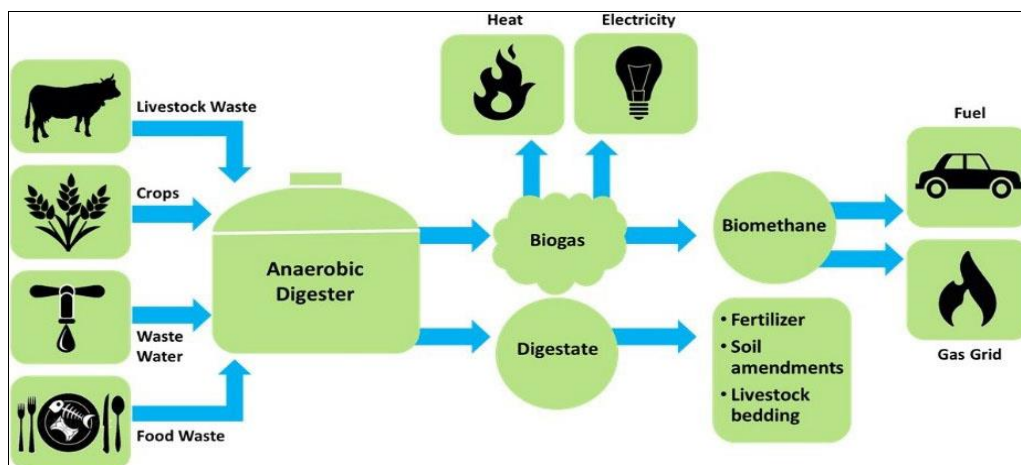 Heat
Electricity
Livestock Waste
Fuel
Crops
Anaerobic
Digester
Biogas
Biomethane
Waste
Water
Digestate
• Fertilizer
• Soil
amendments
• Livestock
bedding
Gas Grid
Food Waste